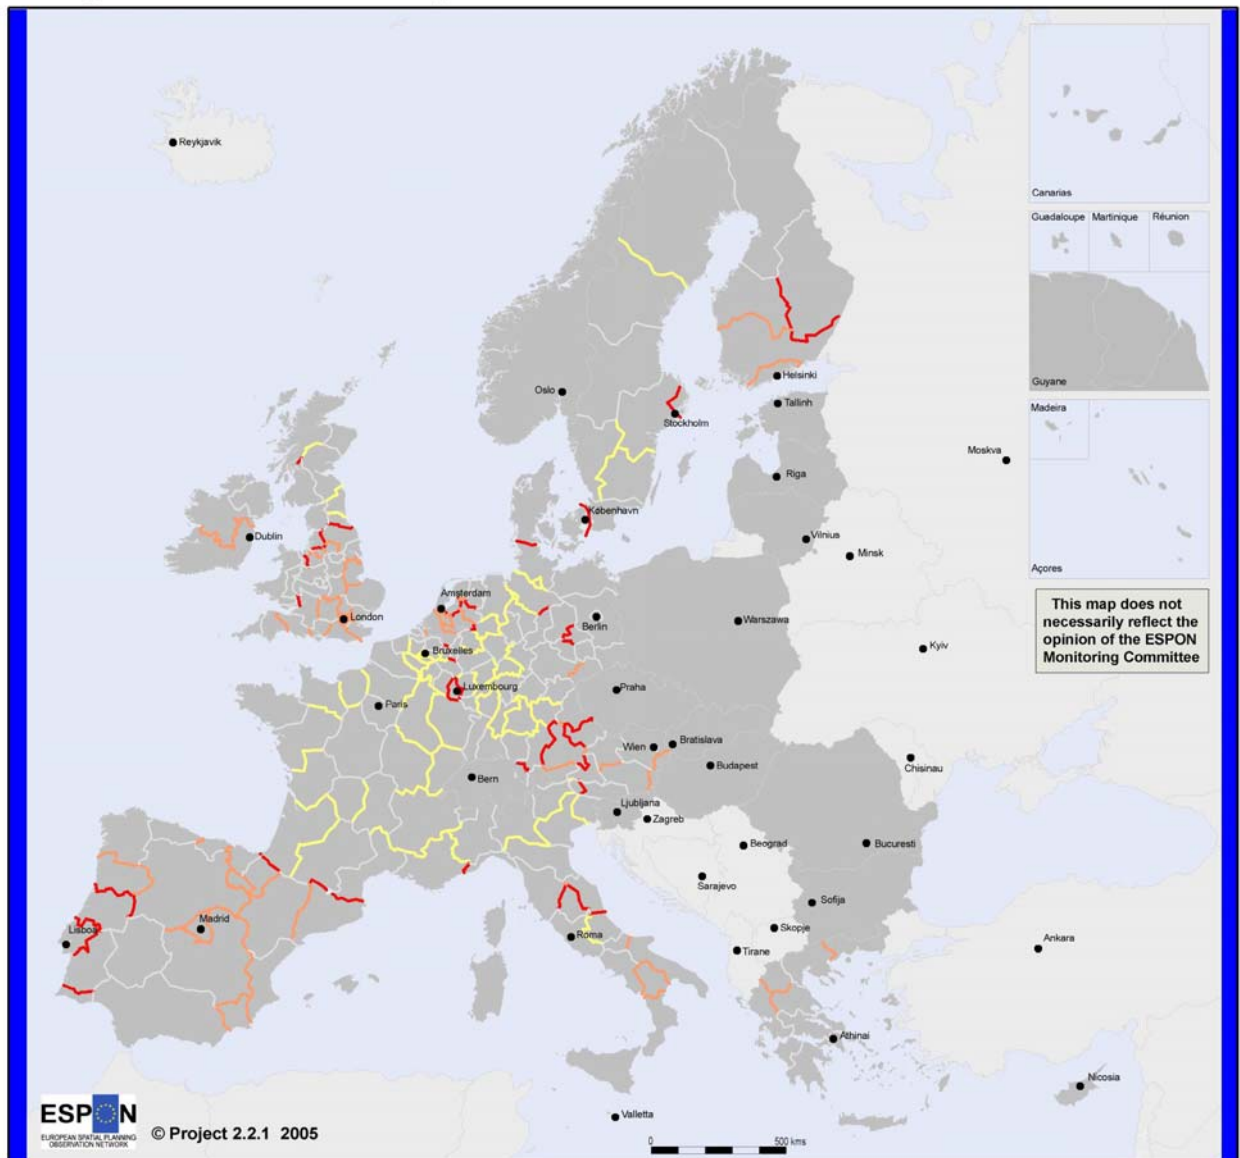 Reykjavik
Canarias
Guadaloupe
Martinique
Réunion
Guyane
Madeira
Açores
Oslo
Helsinki
Tallinh
Stockholm
Moskva
Riga
København
Dublin
Vilnius
Minsk
Amsterdam
London
Berlin
Warszawa
This map does not
necessarily reflect the
opinion of the ESPON
Monitoring Committee
Bruxelles
Kyiv
Luxembourg
Praha
Paris
Wien
Bratislava
Budapest
Chisinau
Bern
Ljubljana
Zagreb
Beograd
Bucuresti
Sarajevo
Sofija
Madrid
Lisboa
Roma
Skopje
Ankara
Tirane
Athinai
Nicosia
Valletta
ESPON
EUROPEAN SPATIAL PLANNING
OBSERVATION NETWORK
© Project 2.2.1 2005
0 500 kms